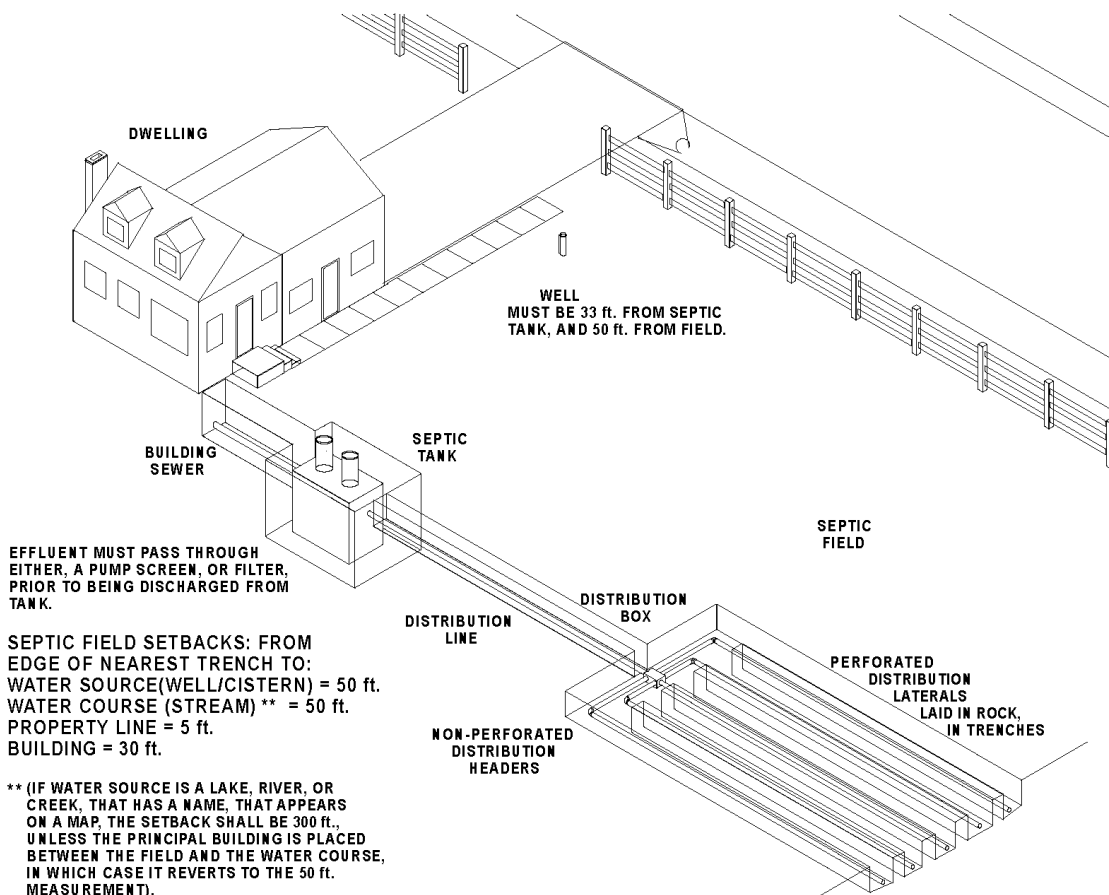 DWELLING
WELL
MUST BE 33 ft. FROM SEPTIC
TANK, AND 50 ft. FROM FIELD.
BUILDING
SEWER
SEPTIC
TANK
SEPTIC
FIELD
EFFLUENT MUST PASS THROUGH
EITHER, A PUMP SCREEN, OR FILTER,
PRIOR TO BEING DISCHARGED FROM
TANK.
DISTRIBUTION
BOX
DISTRIBUTION
LINE
SEPTIC FIELD SETBACKS: FROM
EDGE OF NEAREST TRENCH TO:
WATER SOURCE(WELL/CISTERN) = 50 ft.
WATER COURSE (STREAM) ** = 50 ft.
PROPERTY LINE = 5 ft.
BUILDING = 30 ft.
PERFORATED
DISTRIBUTION
LATERALS
LAID IN ROCK,
IN TRENCHES
NON-PERFORATED
DISTRIBUTION
HEADERS
** (IF WATER SOURCE IS A LAKE, RIVER, OR
CREEK, THAT HAS A NAME, THAT APPEARS
ON A MAP, THE SETBACK SHALL BE 300 ft.,
UNLESS THE PRINCIPAL BUILDING IS PLACED
BETWEEN THE FIELD AND THE WATER COURSE,
IN WHICH CASE IT REVERTS TO THE 50 ft.
MEASUREMENT).